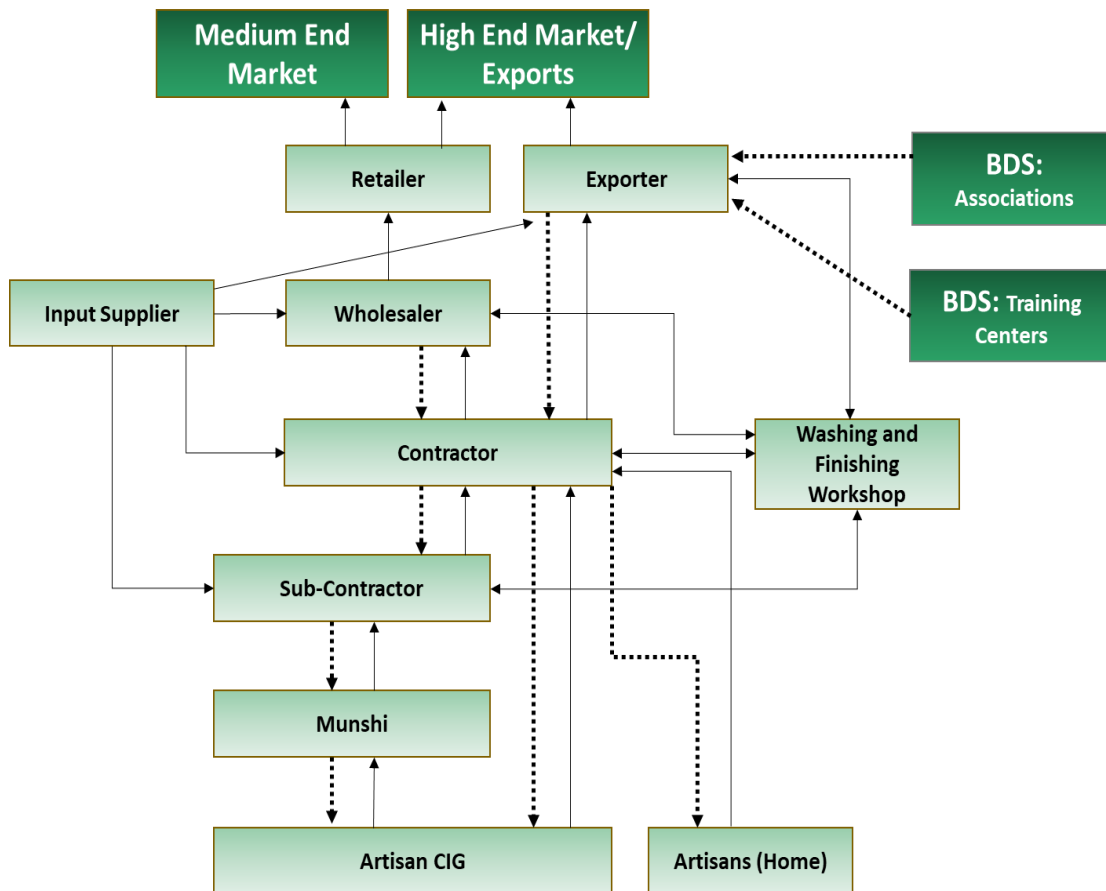 Medium End
Market
High End Market/
Exports
Retailer
Exporter
BDS:
Associations
Input Supplier
Wholesaler
BDS: Training
Centers
Contractor
Washing and
Finishing
Workshop
Sub-Contractor
Munshi
Artisan CIG
Artisans (Home)